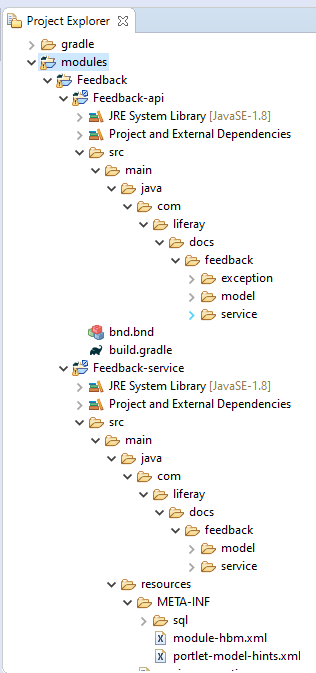 Project Explorer
gradle
modules
Feedback
Feedback-api
JRE System Library [JavaSE-1.8]
Project and External Dependencies
src
main
java
com
liferay
docs
feedback
exception
model
service
bnd.bnd
build.gradle
Feedback-service
JRE System Library [JavaSE-1.8]
Project and External Dependencies
src
main
java
com
liferay
docs
feedback
model
service
resources
META-INF
sql
module-hbm.xml
portlet-model-hints.xml